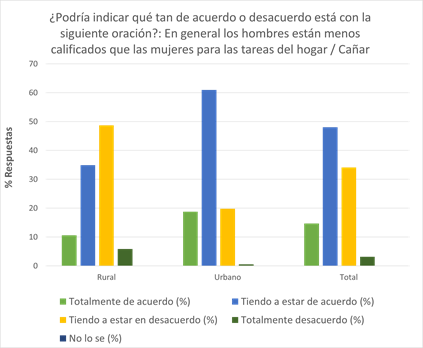 ¿Podría indicar qué tan de acuerdo o desacuerdo está con la
siguiente oración?: En general los hombres están menos
calificados que las mujeres para las tareas del hogar / Cañar
70
60
50
40
30
20
10
0
% Respuestas
Rural Urbano Total
Totalmente de acuerdo (%) Tiendo a estar de acuerdo (%)
Tiendo a estar en desacuerdo (%) Totalmente desacuerdo (%)
No lo se (%)